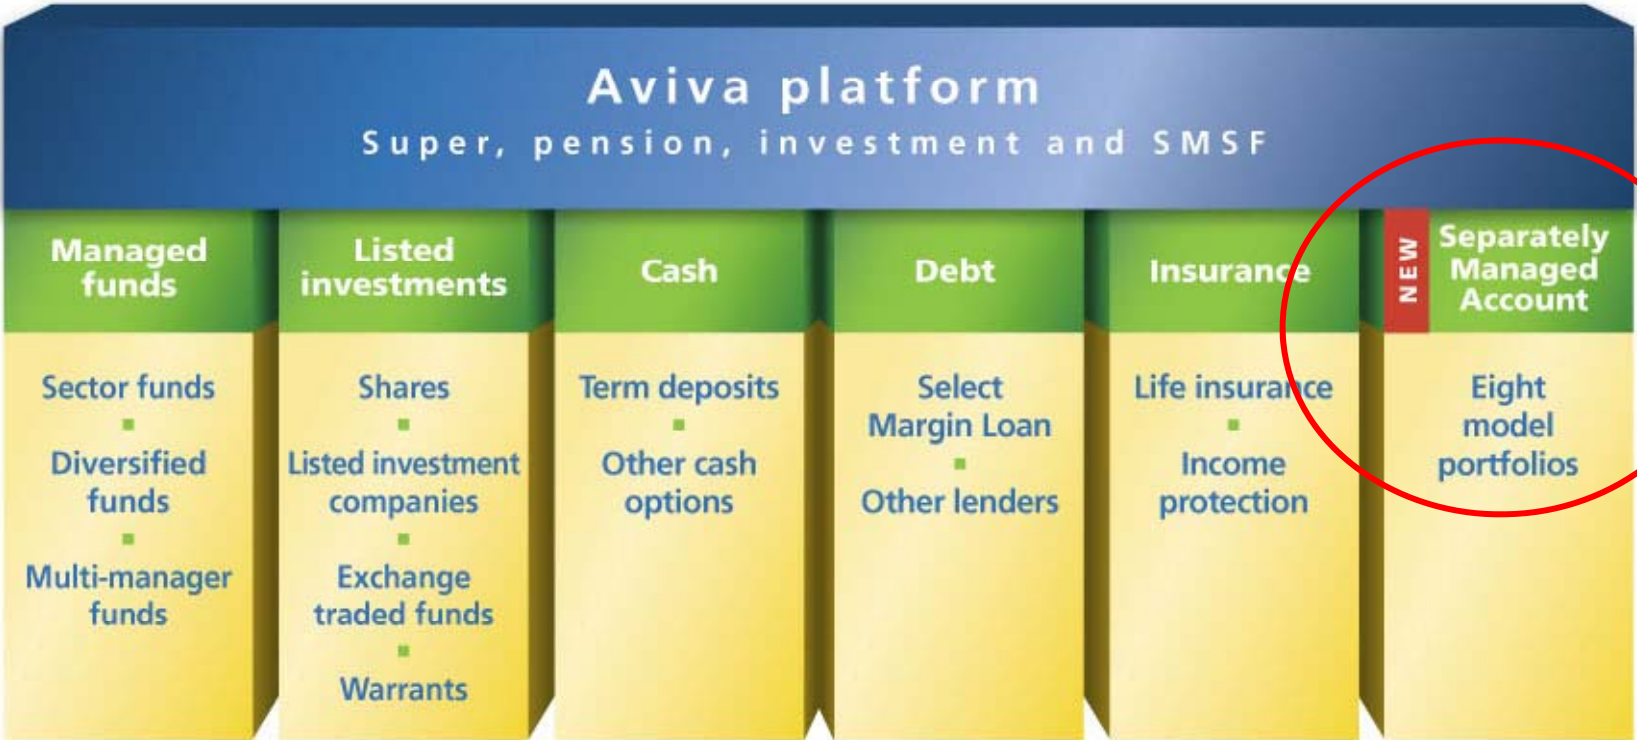 Aviva platform
Super, pension, investment and SMSF
Managed
funds
Sector funds
Diversified
funds
Multi-manager
funds
Listed
investments
Shares
Listed investment
companies
Exchange
traded funds
Warrants
Cash
Term deposits
Other cash
options
Debt
Select
Margin Loan
Other lenders
Insurance
Life insurance
Income
protection
NEW
Separately
Managed
Account
Eight
model
portfolios